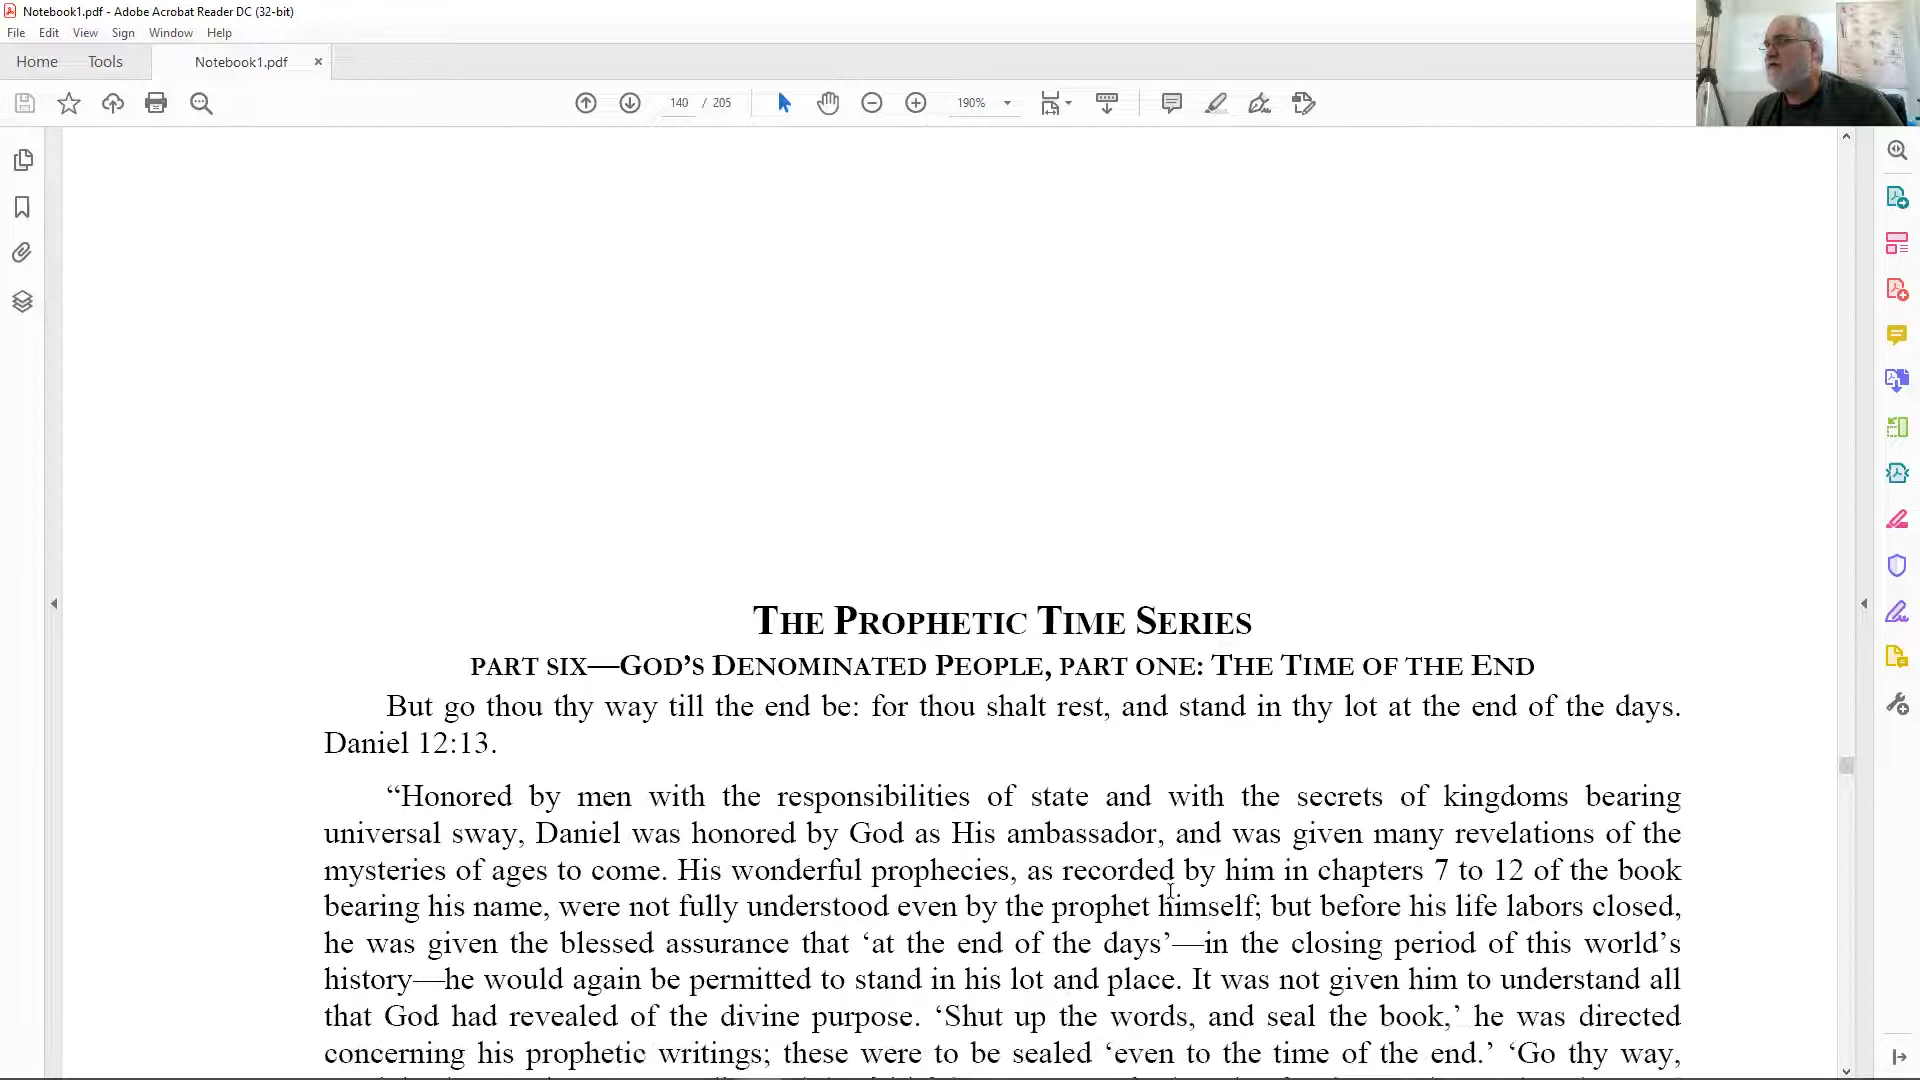 Notebook1.pdf - Adobe Acrobat Reader DC (32-bit)
File Edit View Sign Window Help
Home Tools Notebook1.pdf ×
140 / 205 190%
THE PROPHETIC TIME SERIES
PART SIX—GOD’S DENOMINATED PEOPLE, PART ONE: THE TIME OF THE END
But go thou thy way till the end be: for thou shalt rest, and stand in thy lot at the end of the days.
Daniel 12:13.
“Honored by men with the responsibilities of state and with the secrets of kingdoms bearing
universal sway, Daniel was honored by God as His ambassador, and was given many revelations of the
mysteries of ages to come. His wonderful prophecies, as recorded by him in chapters 7 to 12 of the book
bearing his name, were not fully understood even by the prophet himself; but before his life labors closed,
he was given the blessed assurance that ‘at the end of the days’—in the closing period of this world’s
history—he would again be permitted to stand in his lot and place. It was not given him to understand all
that God had revealed of the divine purpose. ‘Shut up the words, and seal the book,’ he was directed
concerning his prophetic writings; these were to be sealed ‘even to the time of the end.’ ‘Go thy way,